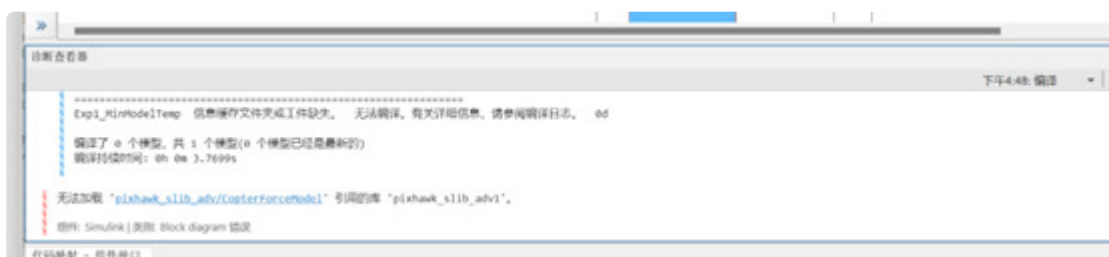 诊断查看器
下午4:48: 编译
================================================================
Exp1_MinModelTemp 信息缓存文件夹或工件缺失。 无法编译。有关详细信息，请参阅编译日志。 0d
编译了 0 个模型，共 1 个模型(0 个模型已经是最新的)
编译持续时间: 0h 0m 3.7699s
无法加载 'pixhawk_slib_adv/CopterForceModel' 引用的库 'pixhawk_slib_adv1'。
组件: Simulink | 类别: Block diagram 错误